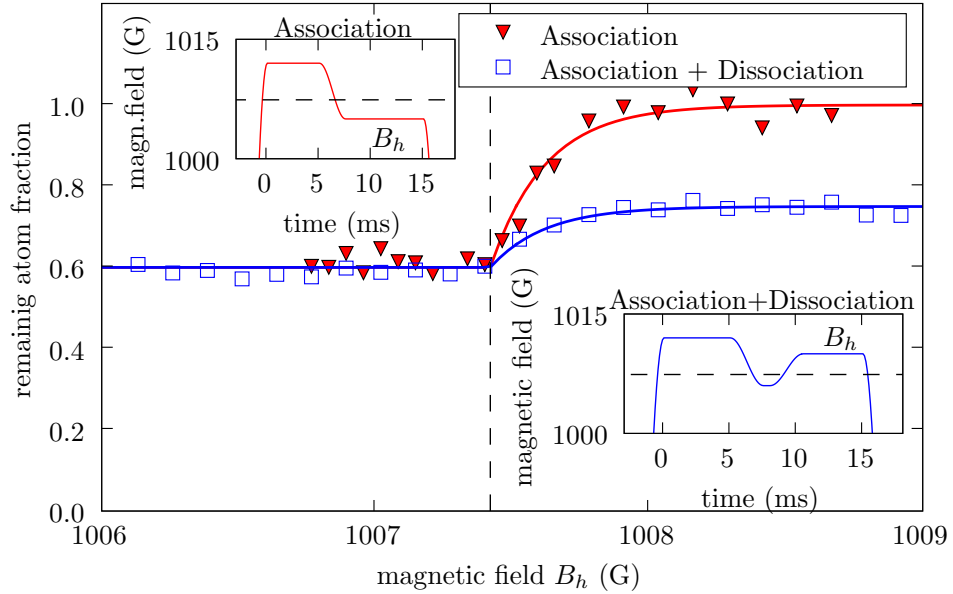 Association
Association + Dissociation
remainig atom fraction
1.0
0.8
0.6
0.4
0.2
0.0
1006
1007
1008
1009
magnetic field B_h (G)
Association
magn.field (G)
1015
1000
B_h
0
5
10
15
time (ms)
Association+Dissociation
magnetic field (G)
1015
1000
B_h
0
5
10
15
time (ms)